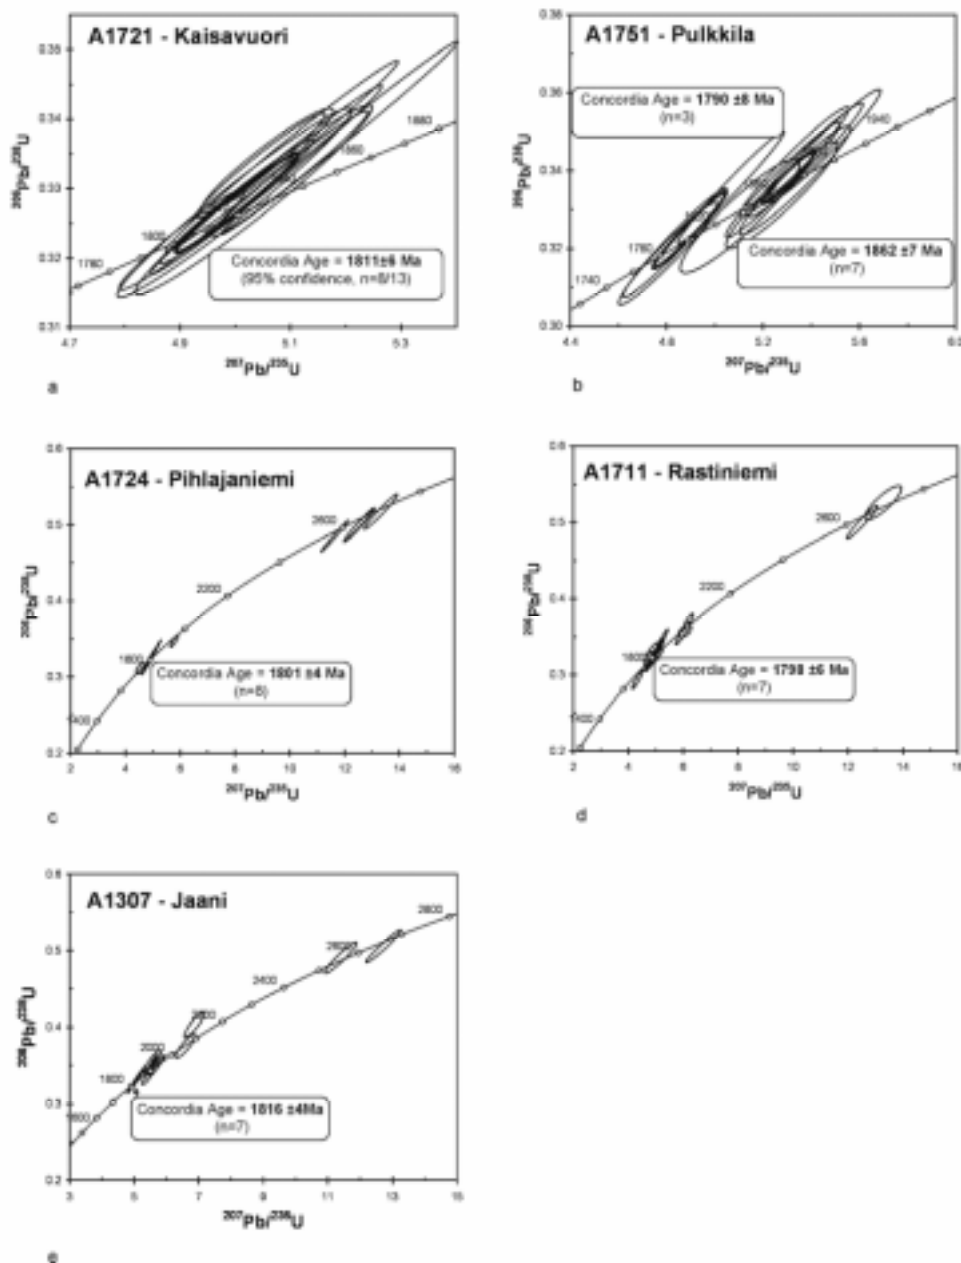 A1721 - Kaisavuori
0.35
0.34
0.33
0.32
0.31
²⁰⁶Pb/²³⁸U
1880
1860
1800
1760
Concordia Age = 1811±6 Ma
(95% confidence, n=8/13)
4.7
4.9
5.1
5.3
²⁰⁷Pb/²³⁵U
a
A1751 - Pulkkila
0.38
0.36
0.34
0.32
0.30
²⁰⁶Pb/²³⁸U
Concordia Age = 1790 ±8 Ma
(n=3)
1940
1780
1740
Concordia Age = 1862 ±7 Ma
(n=7)
4.4
4.8
5.2
5.6
6.0
²⁰⁷Pb/²³⁵U
b
A1724 - Pihlajaniemi
0.6
0.5
0.4
0.3
0.2
²⁰⁶Pb/²³⁸U
2600
2200
1800
400
Concordia Age = 1801 ±4 Ma
(n=8)
2
4
6
8
10
12
14
16
²⁰⁷Pb/²³⁵U
c
A1711 - Rastiniemi
0.6
0.5
0.4
0.3
0.2
²⁰⁶Pb/²³⁸U
2600
2200
1800
400
Concordia Age = 1798 ±6 Ma
(n=7)
2
4
6
8
10
12
14
16
²⁰⁷Pb/²³⁵U
d
A1307 - Jaani
0.6
0.5
0.4
0.3
0.2
²⁰⁶Pb/²³⁸U
2800
2600
2400
2000
1800
Concordia Age = 1816 ±4Ma
(n=7)
3
5
7
9
11
13
15
²⁰⁷Pb/²³⁵U
e